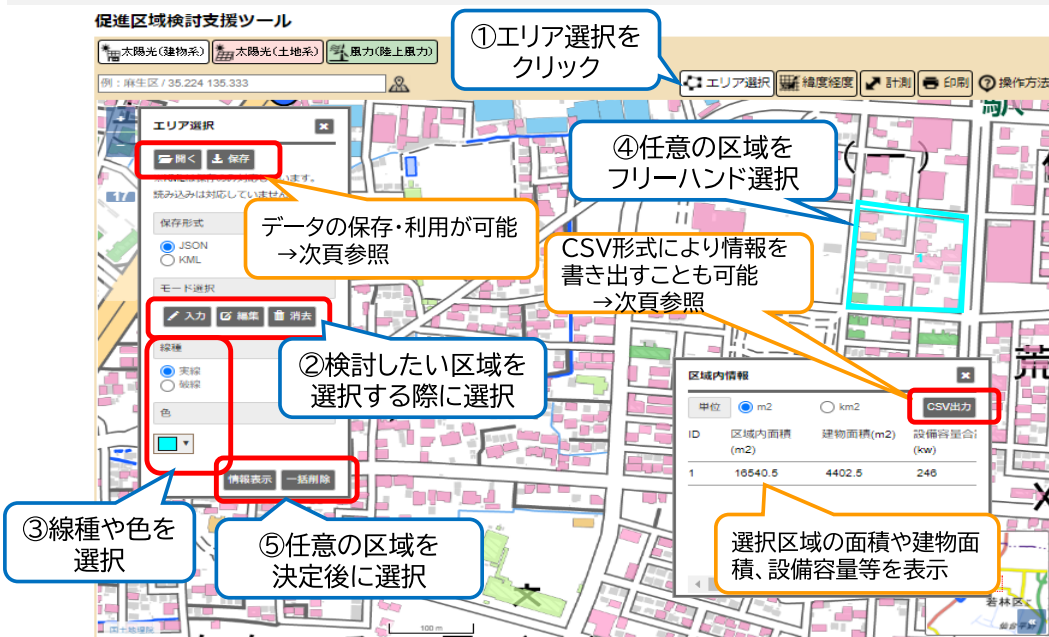 促進区域検討支援ツール
太陽光(建物系)
太陽光(土地系)
風力(陸上風力)
①エリア選択を
クリック
例：麻生区 / 35.224 135.333
エリア選択
緯度経度
計測
印刷
操作方法
エリア選択
開く
保存
読み込みは対応していません
保存形式
JSON
KML
モード選択
入力
編集
消去
線種
実線
破線
色
情報表示
一括削除
17
データの保存・利用が可能
→次頁参照
④任意の区域を
フリーハンド選択
CSV形式により情報を
書き出すことも可能
→次頁参照
②検討したい区域を
選択する際に選択
③線種や色を
選択
⑤任意の区域を
決定後に選択
1
区域内情報
単位
m2
km2
CSV出力
ID
区域内面積
(m2)
建物面積(m2)
設備容量合計
(kw)
1
16540.5
4402.5
246
選択区域の面積や建物面
積、設備容量等を表示
荒
文
若林区
国土地理院
100 m